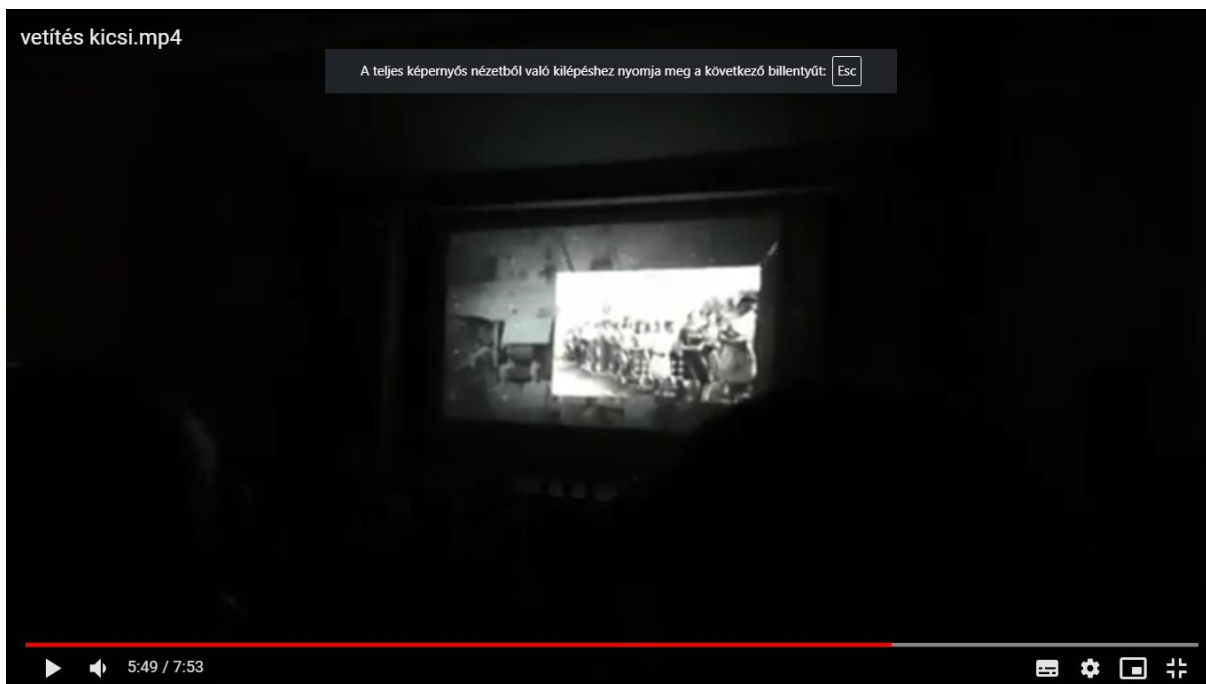 vetítés kicsi.mp4
A teljes képernyős nézetből való kilépéshez nyomja meg a következő billentyűt: Esc
5:49 / 7:53